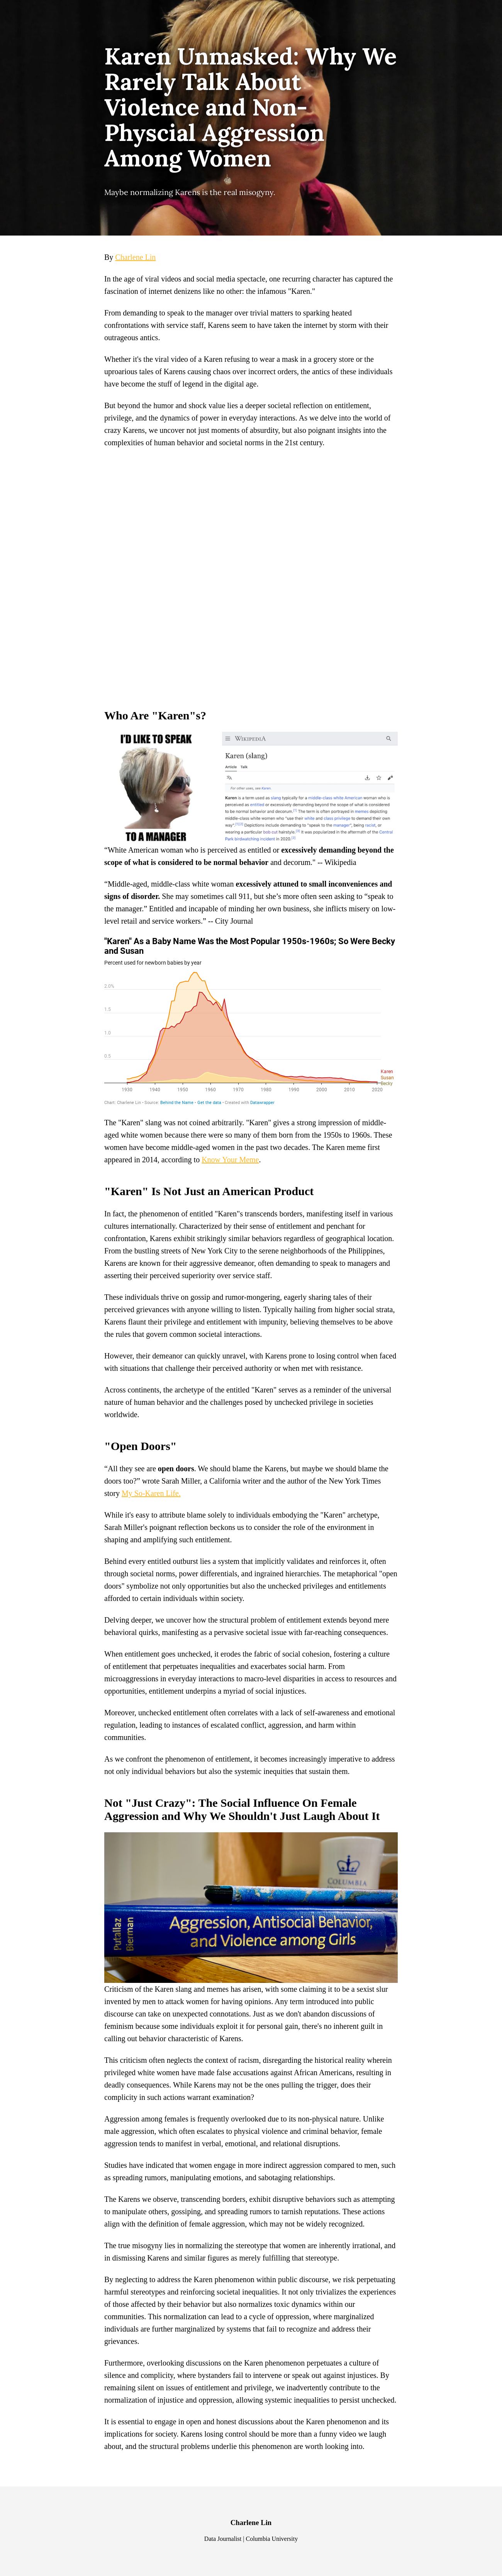 Karen Unmasked: Why We
Rarely Talk About
Violence and Non-
Physcial Aggression
Among Women
Maybe normalizing Karens is the real misogyny.
By Charlene Lin
In the age of viral videos and social media spectacle, one recurring character has captured the
fascination of internet denizens like no other: the infamous "Karen."
From demanding to speak to the manager over trivial matters to sparking heated
confrontations with service staff, Karens seem to have taken the internet by storm with their
outrageous antics.
Whether it's the viral video of a Karen refusing to wear a mask in a grocery store or the
uproarious tales of Karens causing chaos over incorrect orders, the antics of these individuals
have become the stuff of legend in the digital age.
But beyond the humor and shock value lies a deeper societal reflection on entitlement,
privilege, and the dynamics of power in everyday interactions. As we delve into the world of
crazy Karens, we uncover not just moments of absurdity, but also poignant insights into the
complexities of human behavior and societal norms in the 21st century.
Who Are "Karen"s?
I'D LIKE TO SPEAK
TO A MANAGER
WIKIPEDIA
Karen (slang)
Article Talk
For other uses, see Karen.
Karen is a term used as slang typically for a middle-class white American woman who is
perceived as entitled or excessively demanding beyond the scope of what is considered
to be normal behavior.
“White American woman who is perceived as entitled or excessively demanding beyond the
scope of what is considered to be normal behavior and decorum." -- Wikipedia
“Middle-aged, middle-class white woman excessively attuned to small inconveniences and
signs of disorder. She may sometimes call 911, but she’s more often seen asking to “speak to
the manager.” Entitled and incapable of minding her own business, she inflicts misery on low-
level retail and service workers.” -- City Journal
"Karen" As a Baby Name Was the Most Popular 1950s-1960s; So Were Becky
and Susan
Percent used for newborn babies by year
2.0%
1.5
1.0
0.5
Karen
Susan
Becky
1930 1940 1950 1960 1970 1980 1990 2000 2010 2020
Chart: Charlene Lin • Source: Behind the Name • Get the data • Created with Datawrapper
The "Karen" slang was not coined arbitrarily. "Karen" gives a strong impression of middle-
aged white women because there were so many of them born from the 1950s to 1960s. These
women have become middle-aged women in the past two decades. The Karen meme first
appeared in 2014, according to Know Your Meme.
"Karen" Is Not Just an American Product
In fact, the phenomenon of entitled "Karen"s transcends borders, manifesting itself in various
cultures internationally. Characterized by their sense of entitlement and penchant for
confrontation, Karens exhibit strikingly similar behaviors regardless of geographical location.
From the bustling streets of New York City to the serene neighborhoods of the Philippines,
Karens are known for their aggressive demeanor, often demanding to speak to managers and
asserting their perceived superiority over service staff.
These individuals thrive on gossip and rumor-mongering, eagerly sharing tales of their
perceived grievances with anyone willing to listen. Typically hailing from higher social strata,
Karens flaunt their privilege and entitlement with impunity, believing themselves to be above
the rules that govern common societal interactions.
However, their demeanor can quickly unravel, with Karens prone to losing control when faced
with situations that challenge their perceived authority or when met with resistance.
Across continents, the archetype of the entitled "Karen" serves as a reminder of the universal
nature of human behavior and the challenges posed by unchecked privilege in societies
worldwide.
"Open Doors"
“All they see are open doors. We should blame the Karens, but maybe we should blame the
doors too?” wrote Sarah Miller, a California writer and the author of the New York Times
story My So-Karen Life.
While it's easy to attribute blame solely to individuals embodying the "Karen" archetype,
Sarah Miller's poignant reflection beckons us to consider the role of the environment in
shaping and amplifying such entitlement.
Behind every entitled outburst lies a system that implicitly validates and reinforces it, often
through societal norms, power differentials, and ingrained hierarchies. The metaphorical "open
doors" symbolize not only opportunities but also the unchecked privileges and entitlements
afforded to certain individuals within society.
Delving deeper, we uncover how the structural problem of entitlement extends beyond mere
behavioral quirks, manifesting as a pervasive societal issue with far-reaching consequences.
When entitlement goes unchecked, it erodes the fabric of social cohesion, fostering a culture
of entitlement that perpetuates inequalities and exacerbates social harm. From
microaggressions in everyday interactions to macro-level disparities in access to resources and
opportunities, entitlement underpins a myriad of social injustices.
Moreover, unchecked entitlement often correlates with a lack of self-awareness and emotional
regulation, leading to instances of escalated conflict, aggression, and harm within
communities.
As we confront the phenomenon of entitlement, it becomes increasingly imperative to address
not only individual behaviors but also the systemic inequities that sustain them.
Not "Just Crazy": The Social Influence On Female
Aggression and Why We Shouldn't Just Laugh About It
COLUMBIA
Putallaz
Bierman
Aggression, Antisocial Behavior,
and Violence among Girls
Criticism of the Karen slang and memes has arisen, with some claiming it to be a sexist slur
invented by men to attack women for having opinions. Any term introduced into public
discourse can take on unexpected connotations. Just as we don't abandon discussions of
feminism because some individuals exploit it for personal gain, there's no inherent guilt in
calling out behavior characteristic of Karens.
This criticism often neglects the context of racism, disregarding the historical reality wherein
privileged white women have made false accusations against African Americans, resulting in
deadly consequences. While Karens may not be the ones pulling the trigger, does their
complicity in such actions warrant examination?
Aggression among females is frequently overlooked due to its non-physical nature. Unlike
male aggression, which often escalates to physical violence and criminal behavior, female
aggression tends to manifest in verbal, emotional, and relational disruptions.
Studies have indicated that women engage in more indirect aggression compared to men, such
as spreading rumors, manipulating emotions, and sabotaging relationships.
The Karens we observe, transcending borders, exhibit disruptive behaviors such as attempting
to manipulate others, gossiping, and spreading rumors to tarnish reputations. These actions
align with the definition of female aggression, which may not be widely recognized.
The true misogyny lies in normalizing the stereotype that women are inherently irrational, and
in dismissing Karens and similar figures as merely fulfilling that stereotype.
By neglecting to address the Karen phenomenon within public discourse, we risk perpetuating
harmful stereotypes and reinforcing societal inequalities. It not only trivializes the experiences
of those affected by their behavior but also normalizes toxic dynamics within our
communities. This normalization can lead to a cycle of oppression, where marginalized
individuals are further marginalized by systems that fail to recognize and address their
grievances.
Furthermore, overlooking discussions on the Karen phenomenon perpetuates a culture of
silence and complicity, where bystanders fail to intervene or speak out against injustices. By
remaining silent on issues of entitlement and privilege, we inadvertently contribute to the
normalization of injustice and oppression, allowing systemic inequalities to persist unchecked.
It is essential to engage in open and honest discussions about the Karen phenomenon and its
implications for society. Karens losing control should be more than a funny video we laugh
about, and the structural problems underlie this phenomenon are worth looking into.
Charlene Lin
Data Journalist | Columbia University